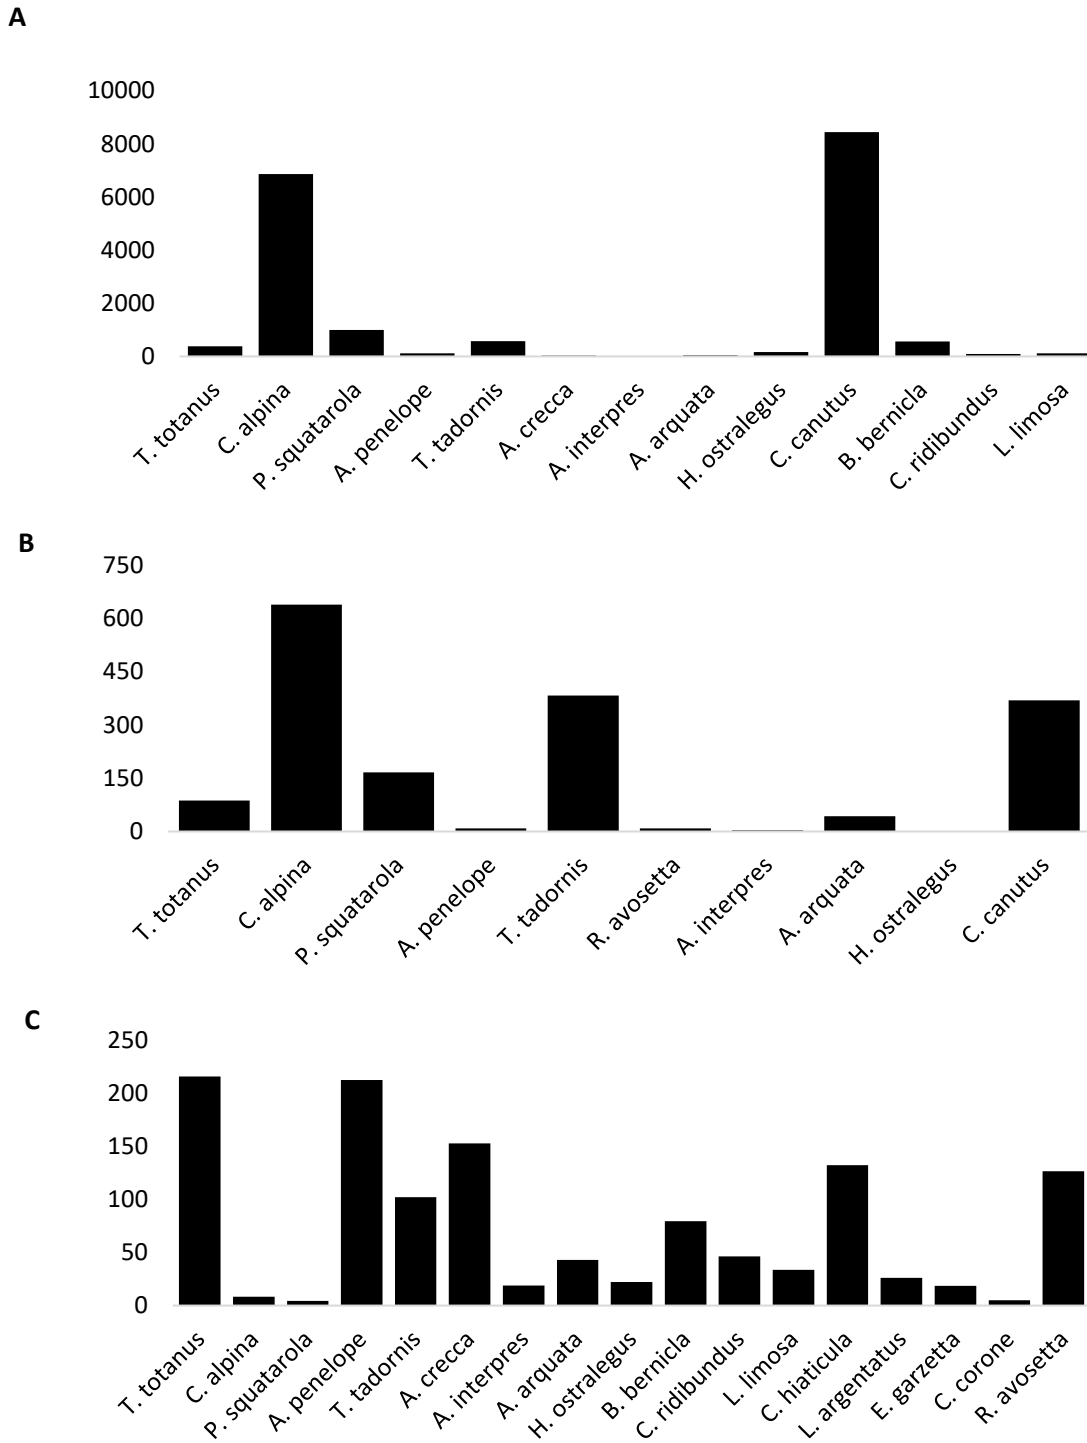 A
10000
8000
6000
4000
2000
0
T. totanus
C. alpina
P. squatarola
A. penelope
T. tadornis
A. crecca
A. interpres
A. arquata
H. ostralegus
C. canutus
B. bernicla
C. ridibundus
L. limosa
B
750
600
450
300
150
0
T. totanus
C. alpina
P. squatarola
A. penelope
T. tadornis
R. avosetta
A. interpres
A. arquata
H. ostralegus
C. canutus
C
250
200
150
100
50
0
T. totanus
C. alpina
P. squatarola
A. penelope
T. tadornis
A. crecca
A. interpres
A. arquata
H. ostralegus
B. bernicla
C. ridibundus
L. limosa
C. hiaticula
L. argentatus
E. garzetta
C. corone
R. avosetta